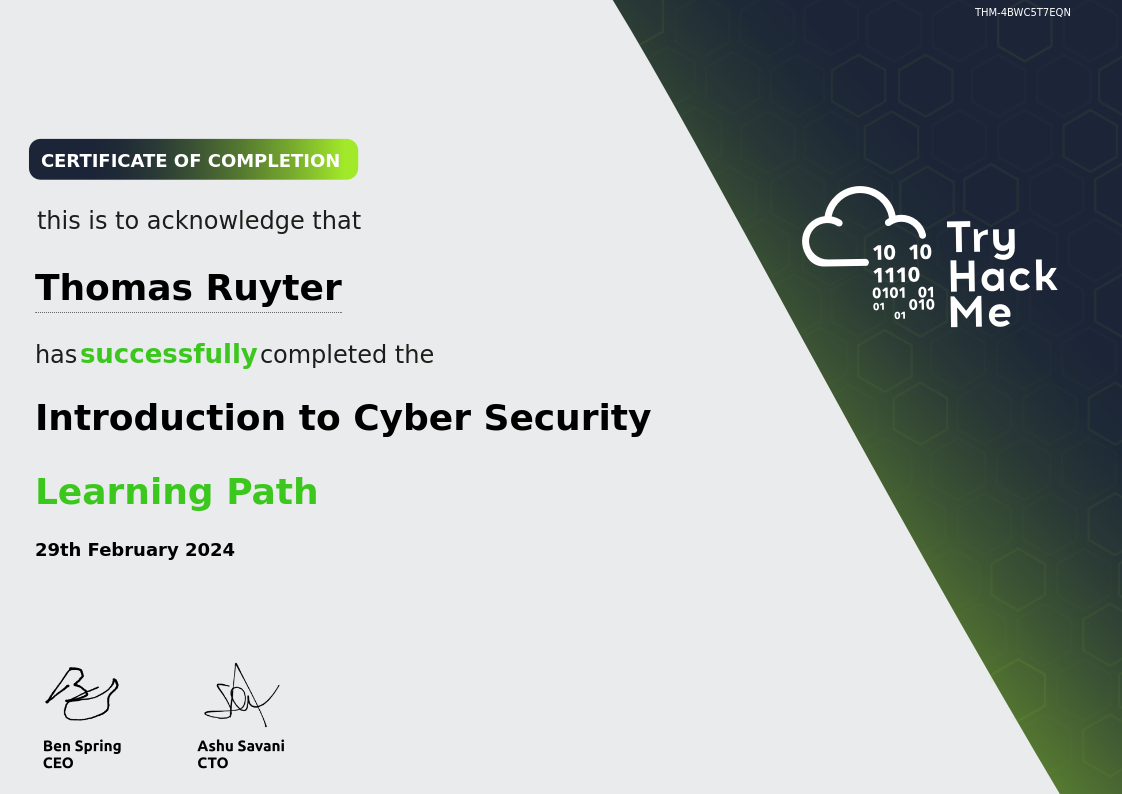 THM-4BWC5T7EQN
CERTIFICATE OF COMPLETION
this is to acknowledge that
Thomas Ruyter
has successfully completed the
Introduction to Cyber Security
Learning Path
29th February 2024
10 10
1110
0101 01
01 010
01
Try
Hack
Me
Ben Spring
CEO
Ashu Savani
CTO